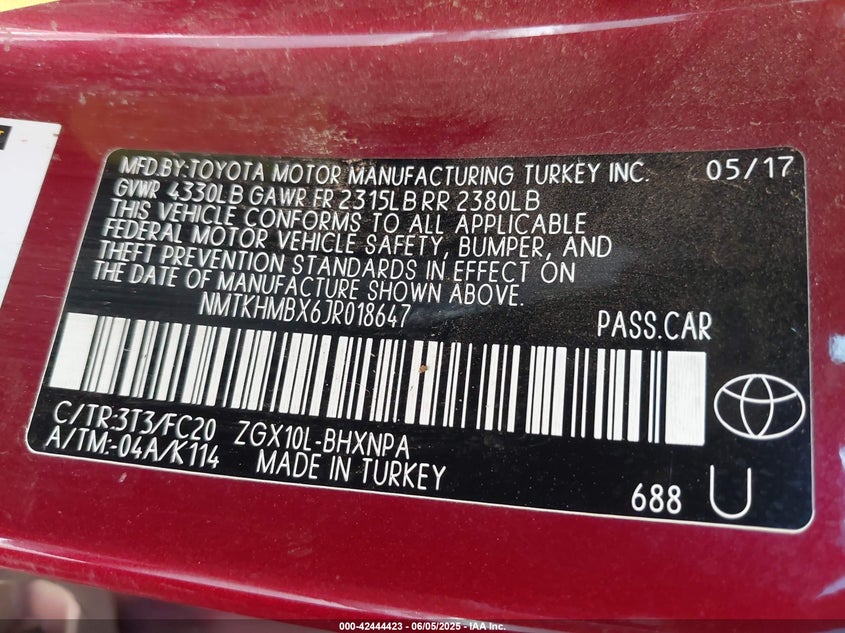 MFD.BY:TOYOTA MOTOR MANUFACTURING TURKEY INC. 05/17
GVWR 4330LB GAWR FR 2315LB RR 2380LB
THIS VEHICLE CONFORMS TO ALL APPLICABLE
FEDERAL MOTOR VEHICLE SAFETY, BUMPER, AND
THEFT PREVENTION STANDARDS IN EFFECT ON
THE DATE OF MANUFACTURE SHOWN ABOVE.
NMTKHMBX6JR018647 PASS.CAR
C/TR:3T3/FC20 ZGX10L-BHXNPA
A/TM:-04A/K114 MADE IN TURKEY
688 U
000-42444423 - 06/05/2025 - IAA Inc.